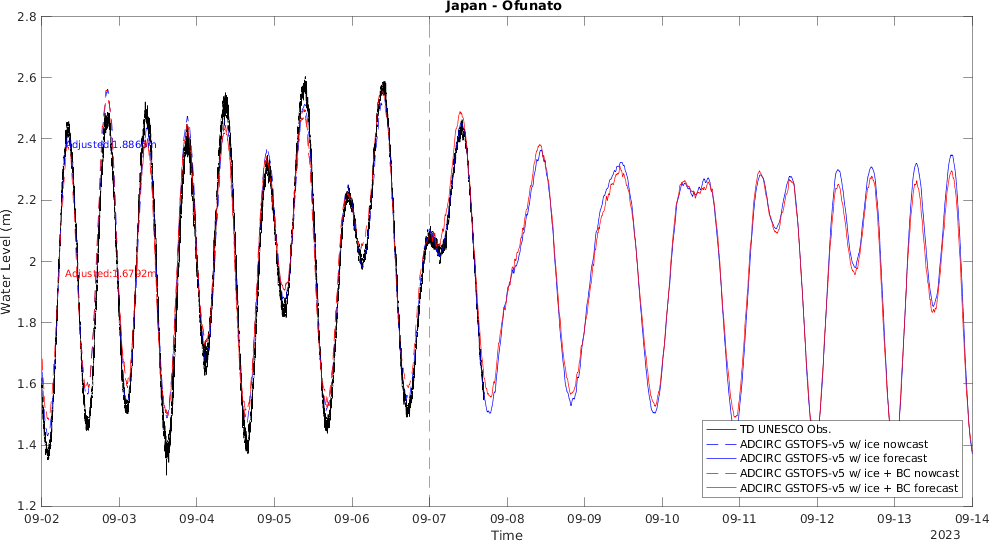 Japan - Ofunato
2.8
2.6
2.4
2.2
2
1.8
1.6
1.4
1.2
Water Level (m)
Adjusted:1.8863m
Adjusted:1.6792m
TD UNESCO Obs.
ADCIRC GSTOFS-v5 w/ ice nowcast
ADCIRC GSTOFS-v5 w/ ice forecast
ADCIRC GSTOFS-v5 w/ ice + BC nowcast
ADCIRC GSTOFS-v5 w/ ice + BC forecast
09-02 09-03 09-04 09-05 09-06 09-07 09-08 09-09 09-10 09-11 09-12 09-13 09-14
Time
2023